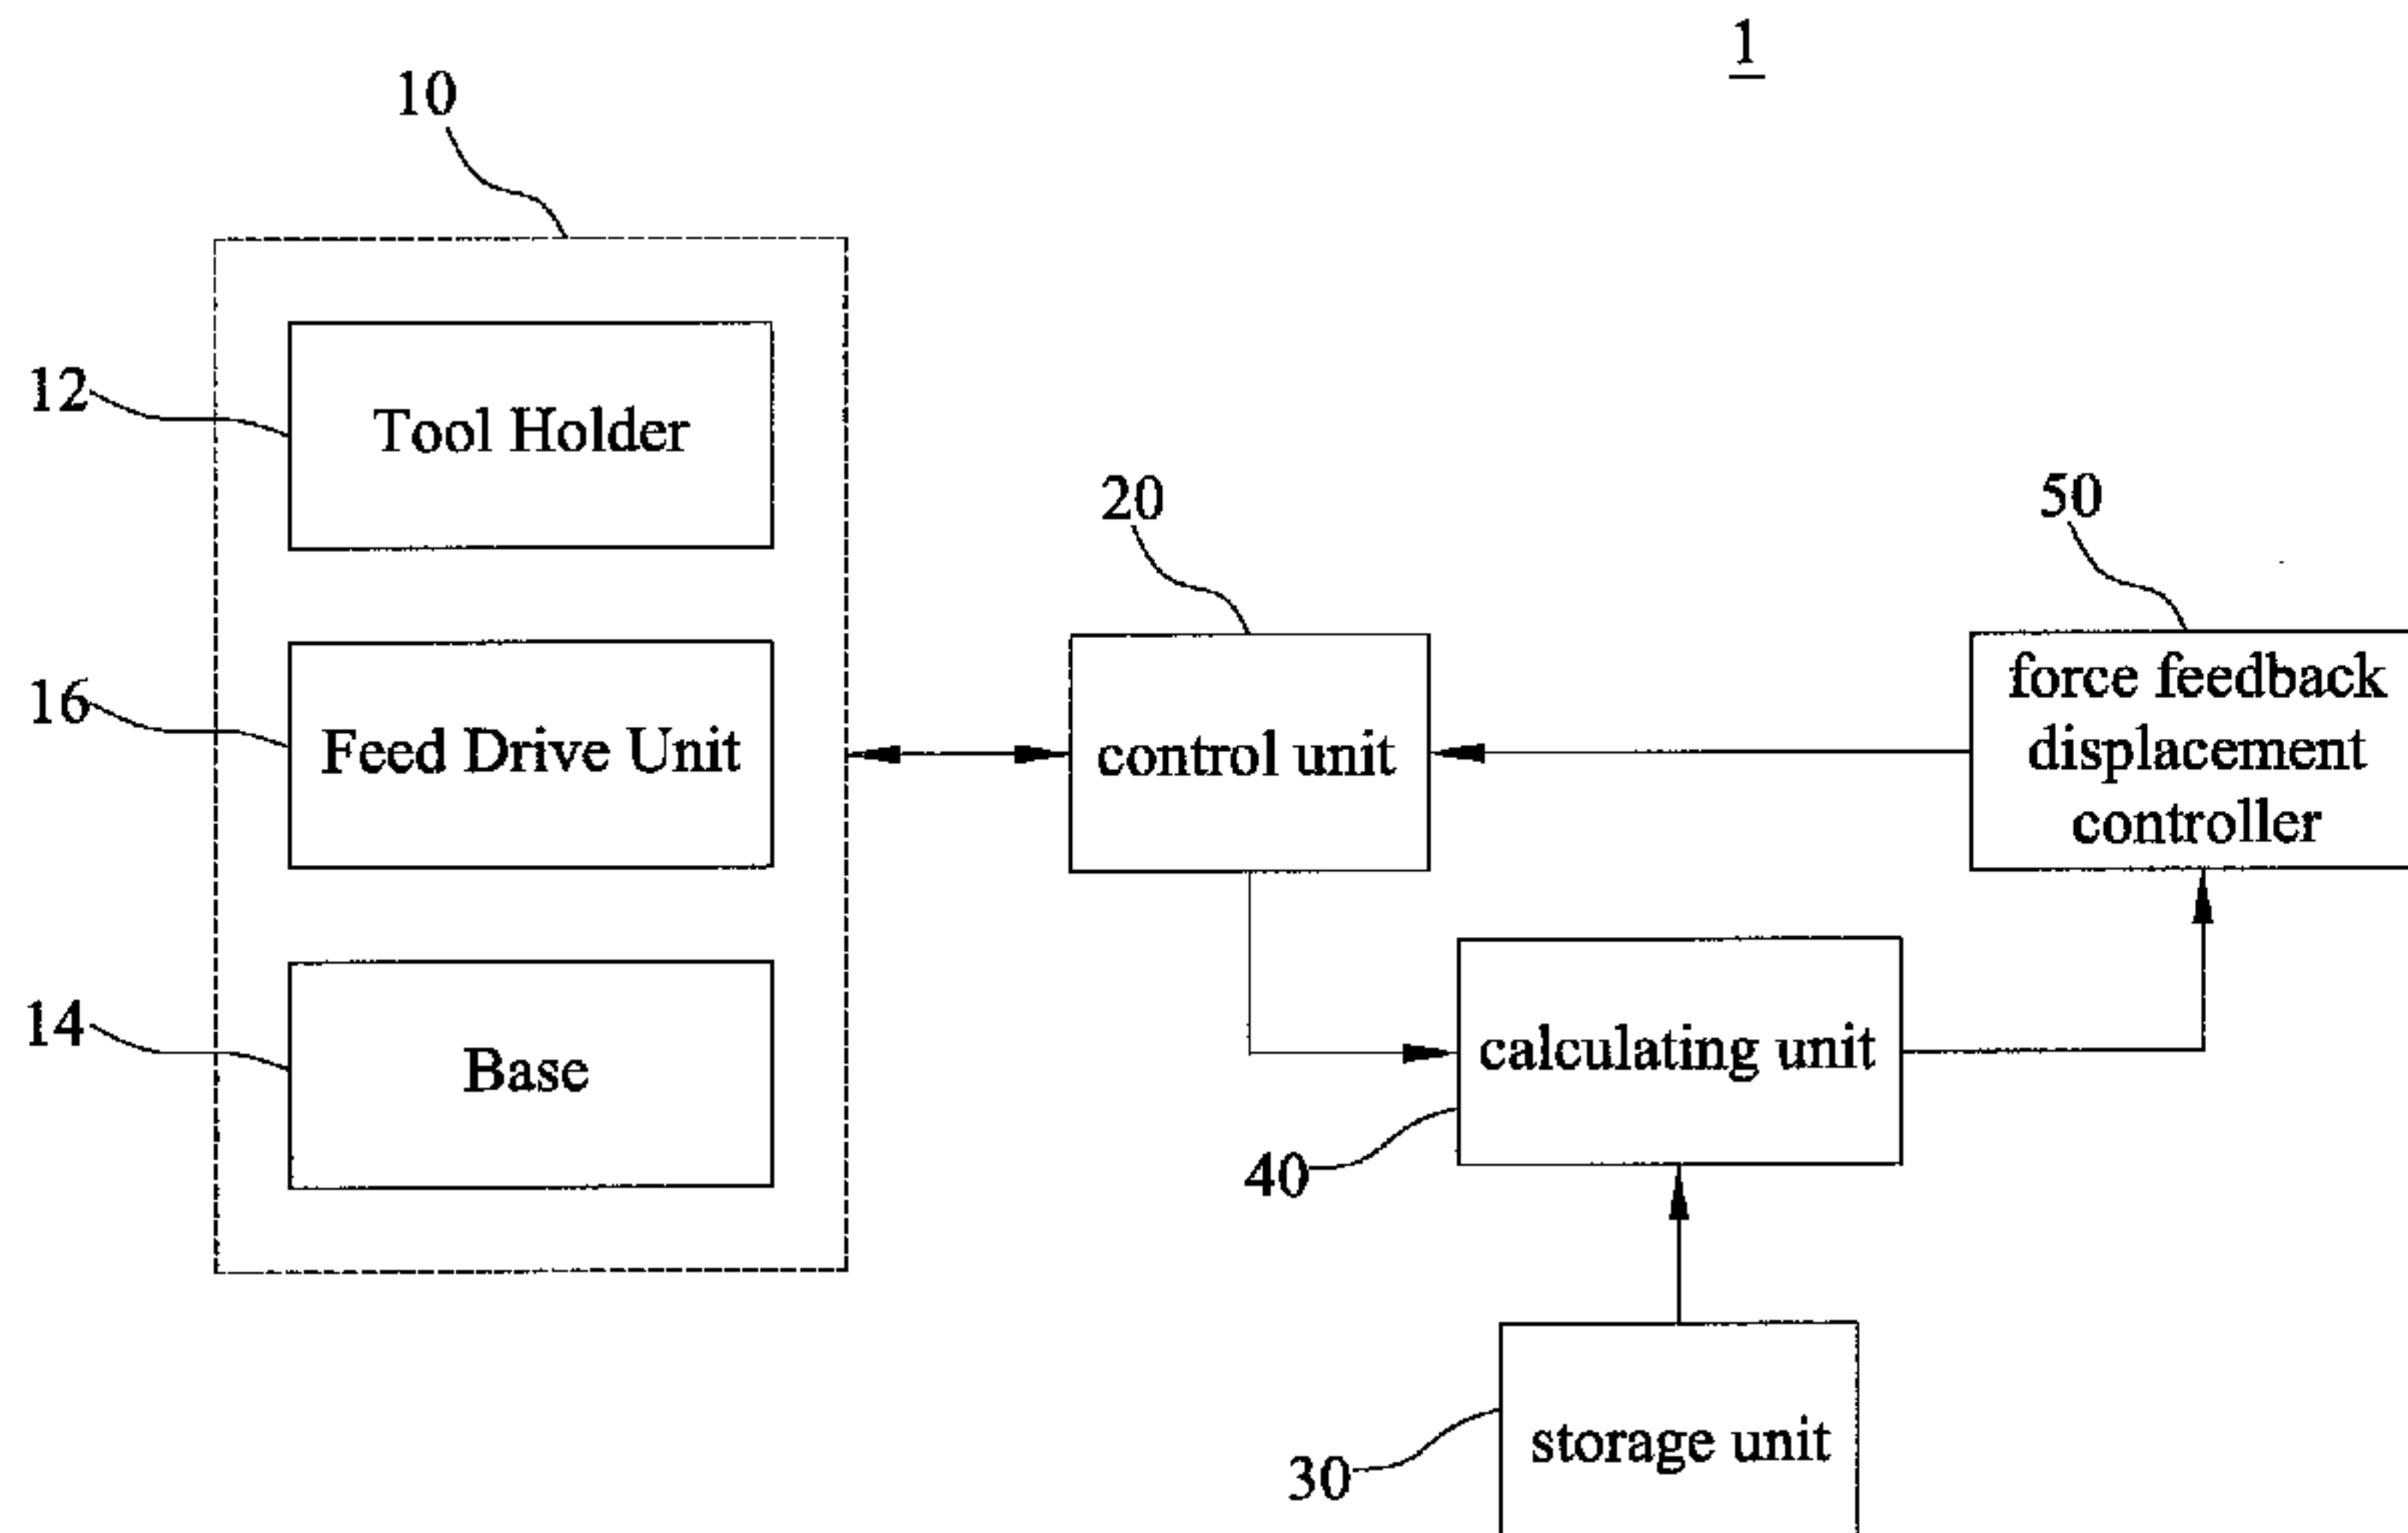 1
10
12
Tool Holder
20
50
16
Feed Drive Unit
control unit
force feedback
displacement
controller
14
Base
calculating unit
40
30
storage unit